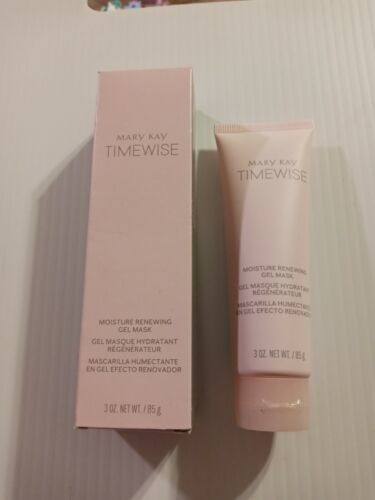 MARY KAY
TIMEWISE
MOISTURE RENEWING
GEL MASK
GEL MASQUE HYDRATANT
RÉGÉNÉRATEUR
MASCARILLA HUMECTANTE
EN GEL EFECTO RENOVADOR
3 OZ. NET WT. / 85 g
MARY KAY
TIMEWISE
MOISTURE RENEWING
GEL MASK
GEL MASQUE HYDRATANT
RÉGÉNÉRATEUR
MASCARILLA HUMECTANTE
EN GEL EFECTO RENOVADOR
3 OZ. NET WT. / 85 g